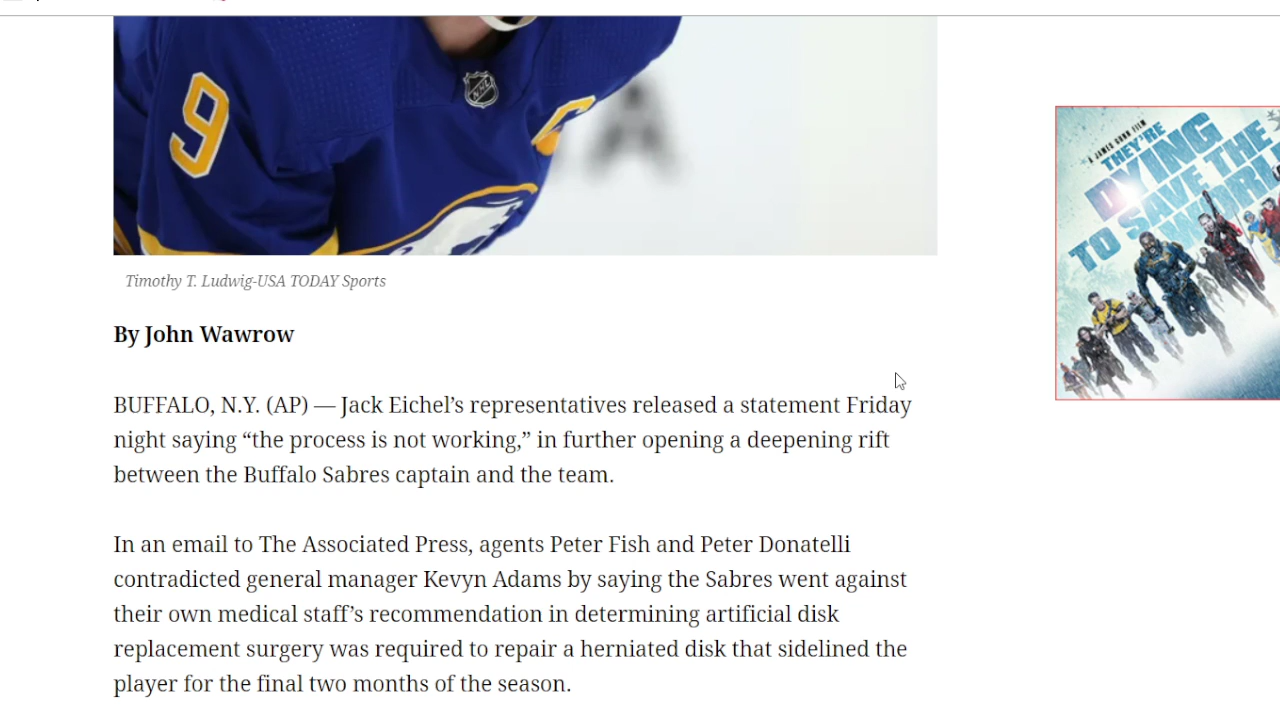 9
NHL
A
A JAMES GUNN FILM
THEY'RE
DYING
TO SAVE THE
WORLD
Timothy T. Ludwig-USA TODAY Sports
By John Wawrow
BUFFALO, N.Y. (AP) — Jack Eichel’s representatives released a statement Friday
night saying “the process is not working,” in further opening a deepening rift
between the Buffalo Sabres captain and the team.
In an email to The Associated Press, agents Peter Fish and Peter Donatelli
contradicted general manager Kevyn Adams by saying the Sabres went against
their own medical staff’s recommendation in determining artificial disk
replacement surgery was required to repair a herniated disk that sidelined the
player for the final two months of the season.